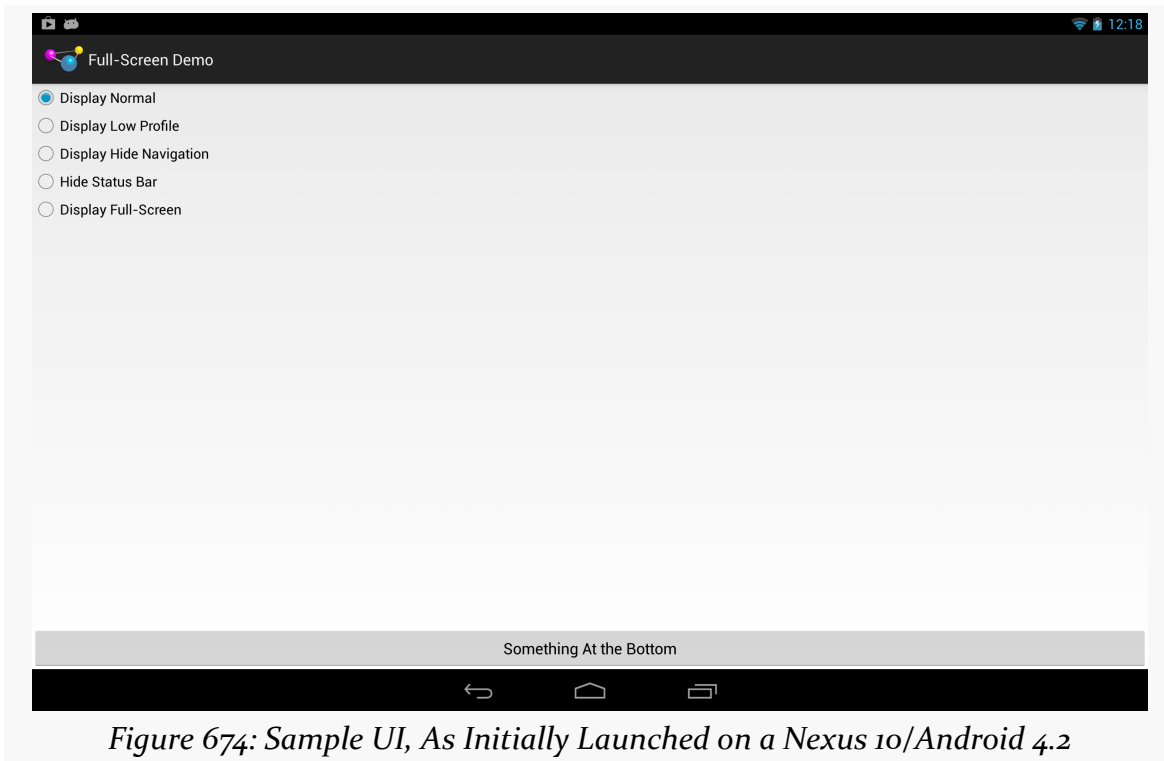 12:18
Full-Screen Demo
Display Normal
Display Low Profile
Display Hide Navigation
Hide Status Bar
Display Full-Screen
Something At the Bottom
Figure 674: Sample UI, As Initially Launched on a Nexus 10/Android 4.2